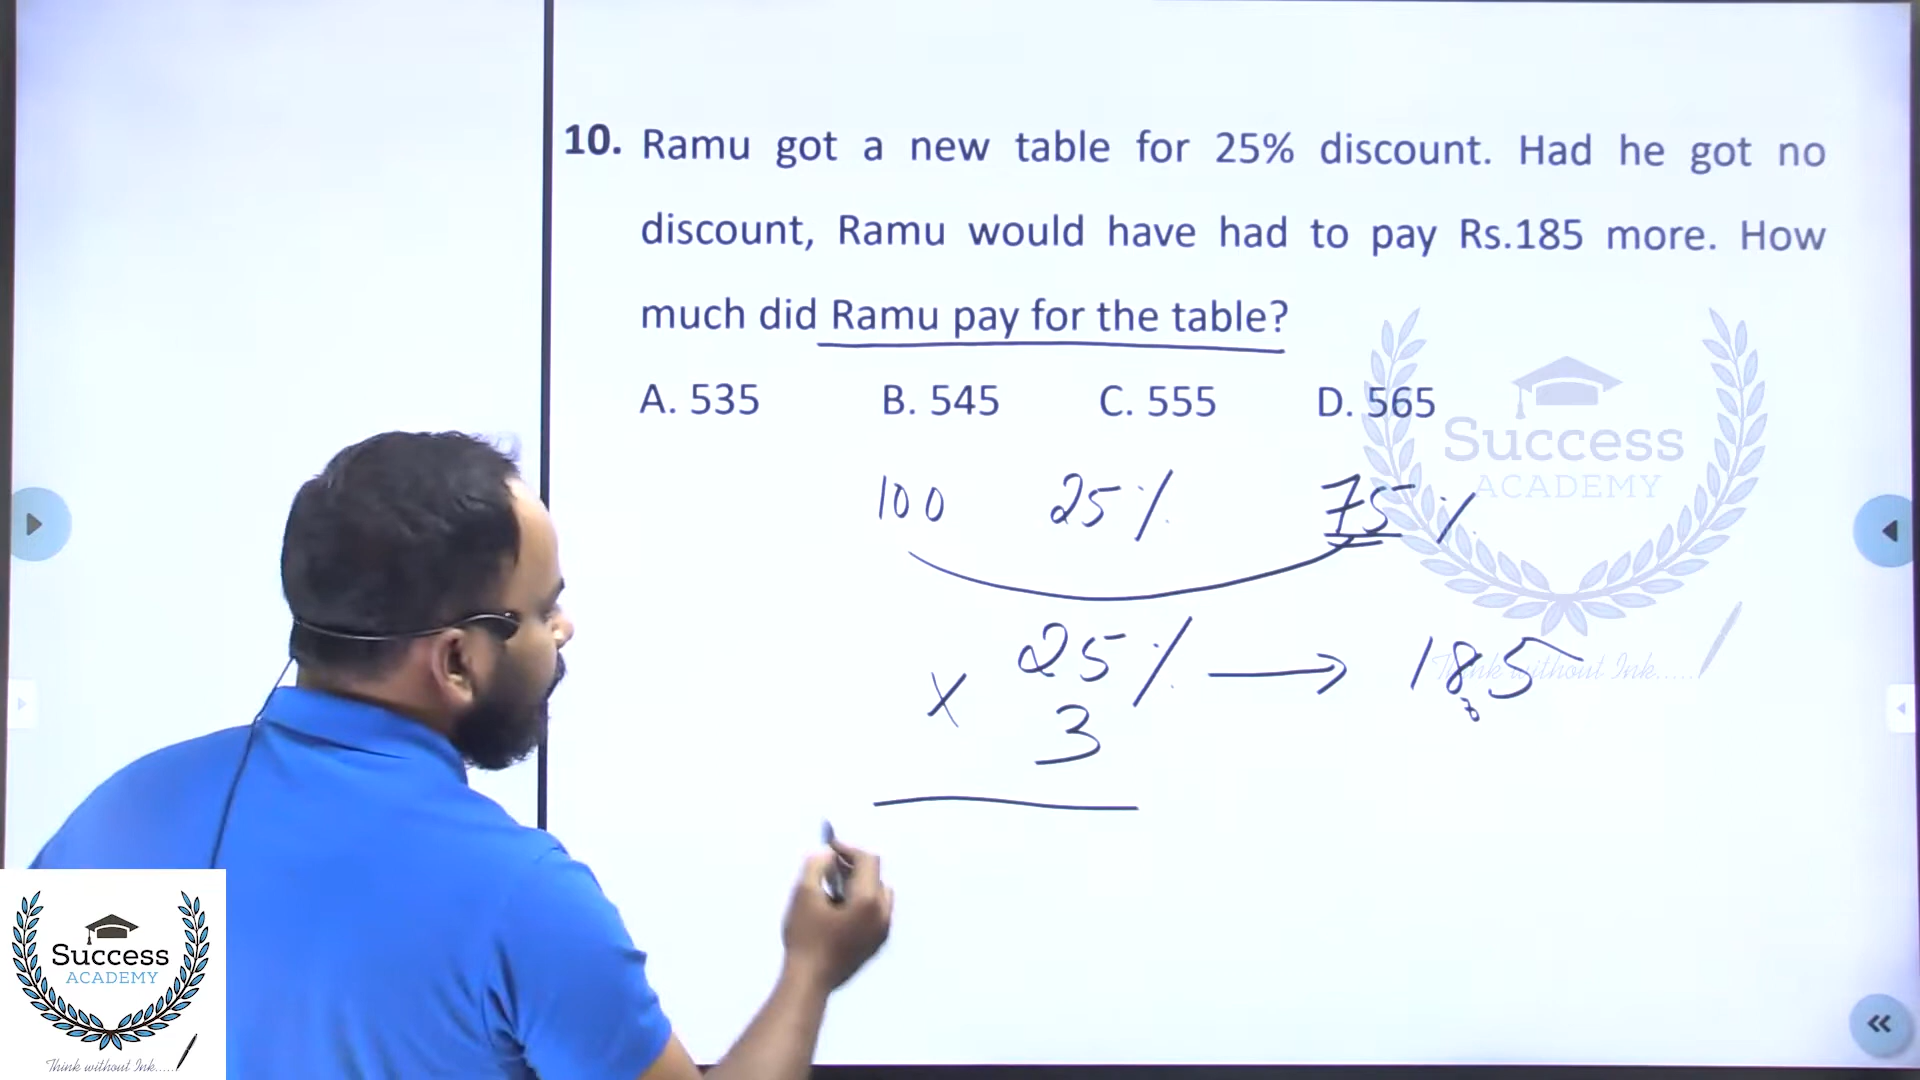 10. Ramu got a new table for 25% discount. Had he got no
discount, Ramu would have had to pay Rs.185 more. How
much did Ramu pay for the table?
A. 535 B. 545 C. 555 D. 565
Success
ACADEMY
100 25% 75%
25% → 185
Think without Ink.....
× 3
Success
ACADEMY
Think without Ink.....